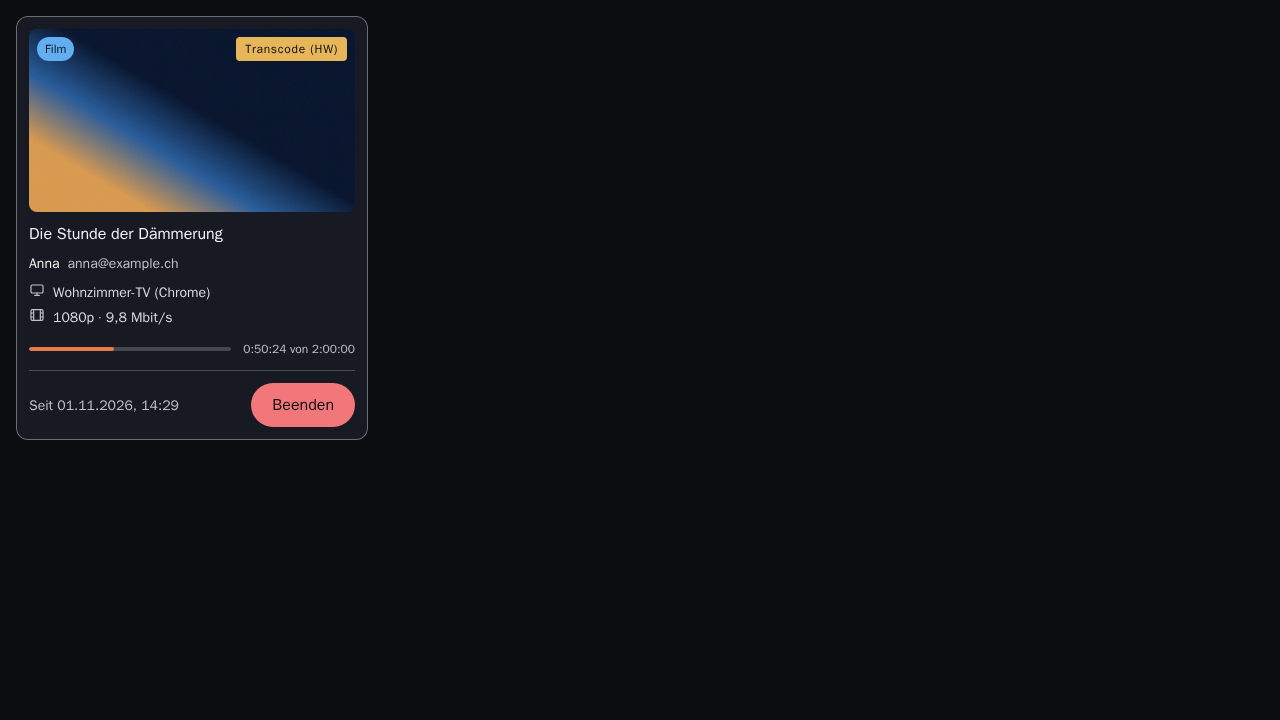 Film
Transcode (HW)
Die Stunde der Dämmerung
Anna anna@example.ch
Wohnzimmer-TV (Chrome)
1080p · 9,8 Mbit/s
0:50:24 von 2:00:00
Seit 01.11.2026, 14:29
Beenden